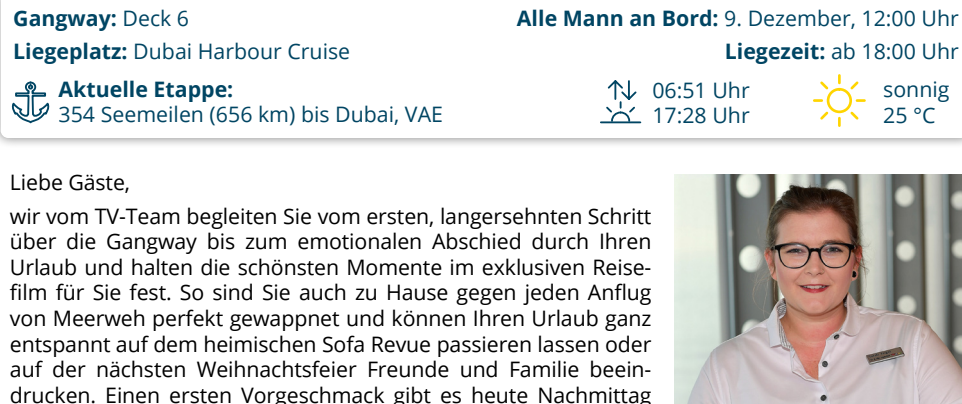 Gangway: Deck 6
Alle Mann an Bord: 9. Dezember, 12:00 Uhr
Liegeplatz: Dubai Harbour Cruise
Liegezeit: ab 18:00 Uhr
Aktuelle Etappe:
354 Seemeilen (656 km) bis Dubai, VAE
06:51 Uhr
17:28 Uhr
sonnig
25 °C
Liebe Gäste,
wir vom TV-Team begleiten Sie vom ersten, langersehnten Schritt
über die Gangway bis zum emotionalen Abschied durch Ihren
Urlaub und halten die schönsten Momente im exklusiven Reise-
film für Sie fest. So sind Sie auch zu Hause gegen jeden Anflug
von Meerweh perfekt gewappnet und können Ihren Urlaub ganz
entspannt auf dem heimischen Sofa Revue passieren lassen oder
auf der nächsten Weihnachtsfeier Freunde und Familie beein-
drucken. Einen ersten Vorgeschmack gibt es heute Nachmittag